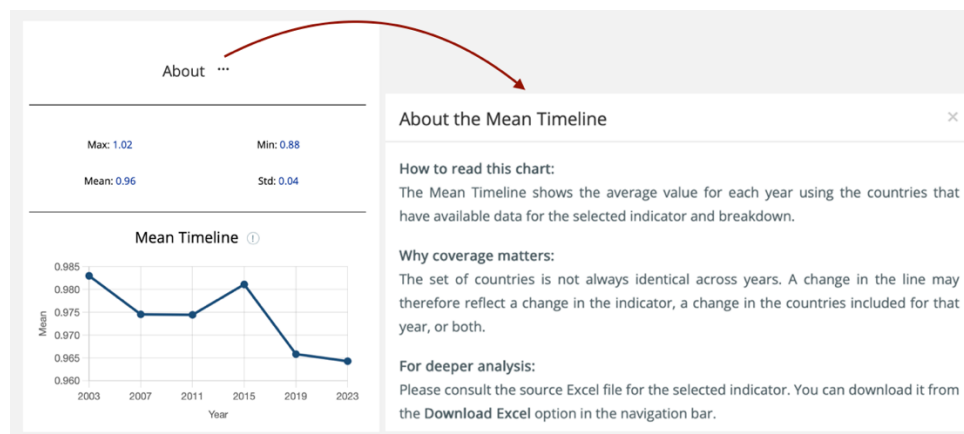 About ...
Max: 1.02 Min: 0.88
Mean: 0.96 Std: 0.04
Mean Timeline
0.985
0.980
0.975
0.970
0.965
0.960
Mean
2003 2007 2011 2015 2019 2023
Year
About the Mean Timeline ×
How to read this chart:
The Mean Timeline shows the average value for each year using the countries that
have available data for the selected indicator and breakdown.
Why coverage matters:
The set of countries is not always identical across years. A change in the line may
therefore reflect a change in the indicator, a change in the countries included for that
year, or both.
For deeper analysis:
Please consult the source Excel file for the selected indicator. You can download it from
the Download Excel option in the navigation bar.